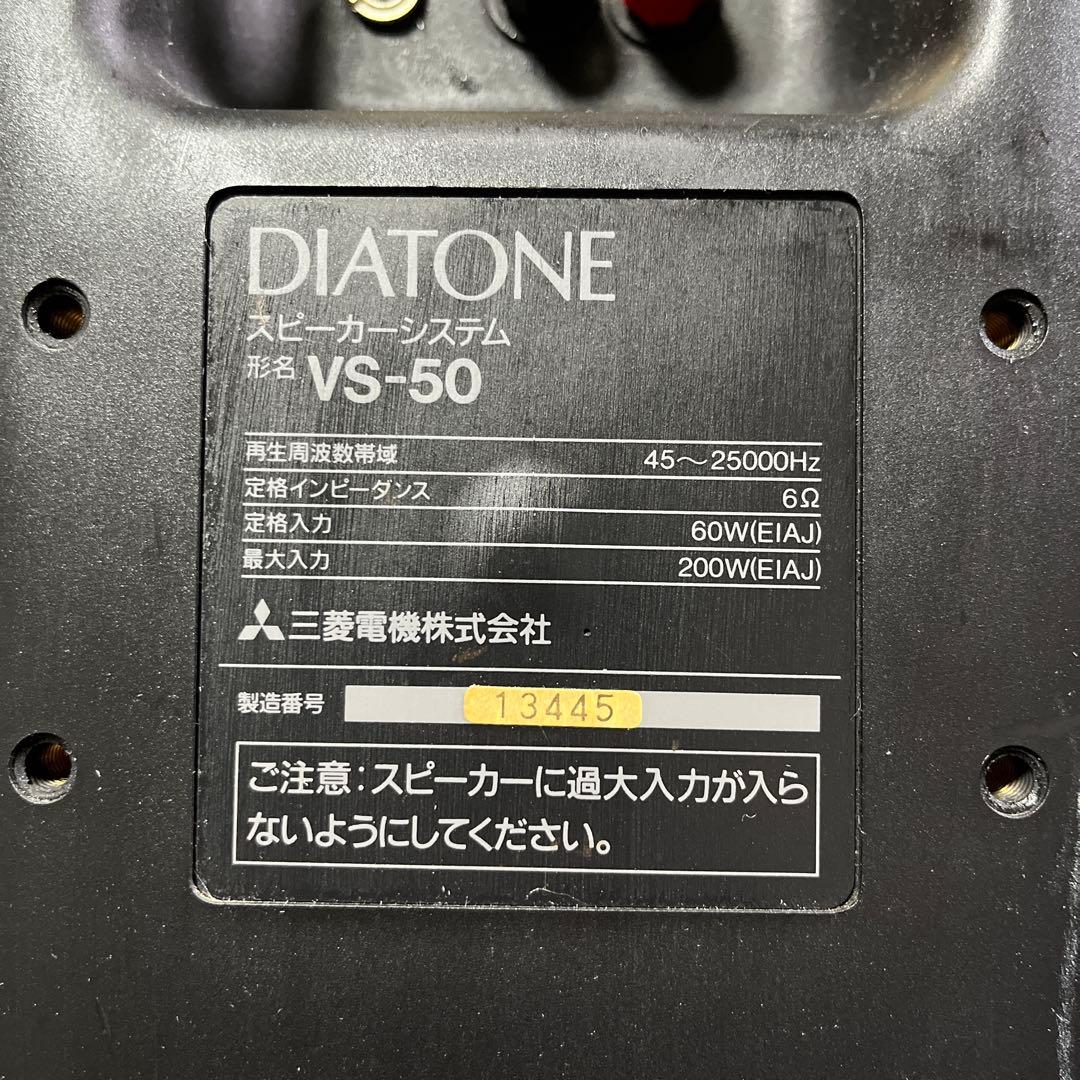 DIATONE
スピーカーシステム
形名 VS-50
再生周波数帯域 45～25000Hz
定格インピーダンス 6Ω
定格入力 60W(EIAJ)
最大入力 200W(EIAJ)
三菱電機株式会社
製造番号 13445
ご注意:スピーカーに過大入力が入ら
ないようにしてください。